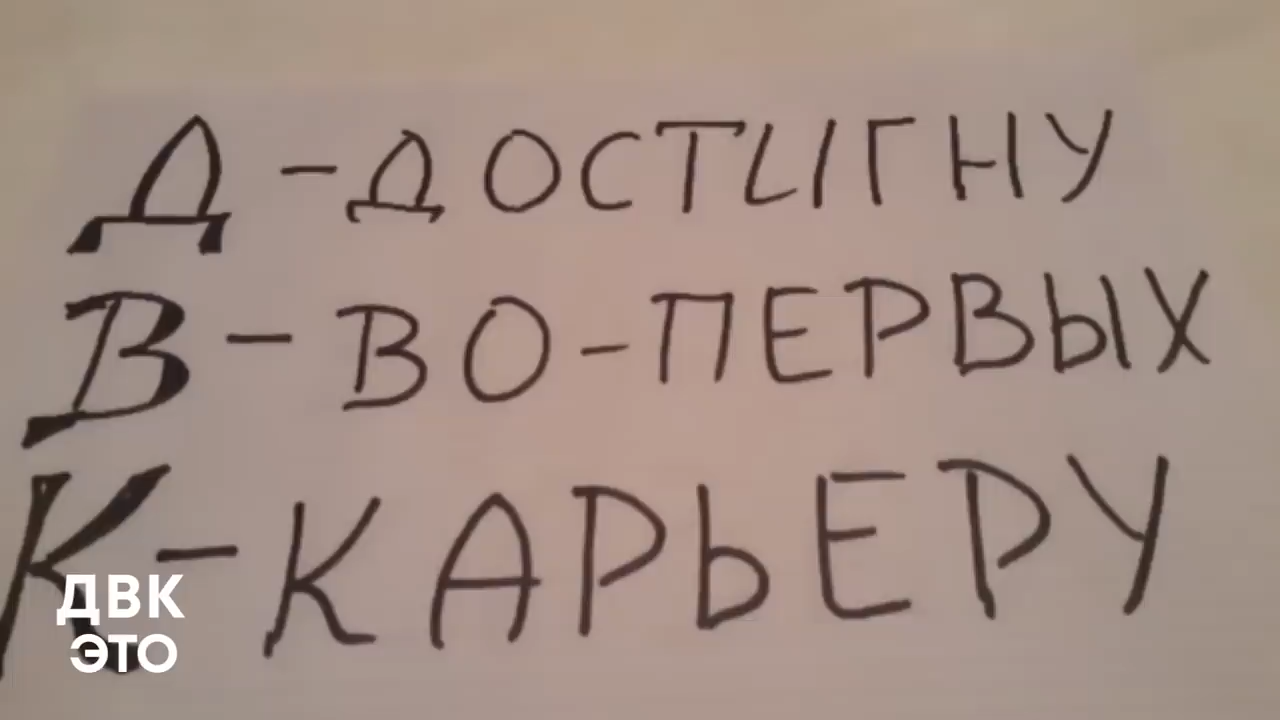 Д - ДОСТИГНУ
В - ВО-ПЕРВЫХ
К - КАРЬЕРУ
ДВК
ЭТО